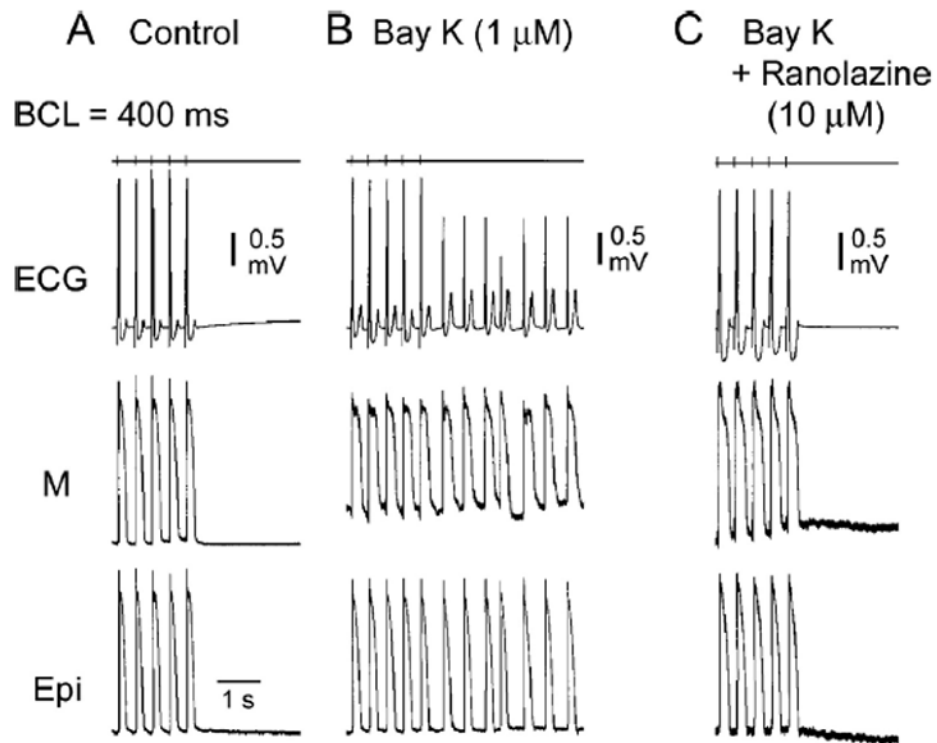 A Control
B Bay K (1 μM)
C Bay K
+ Ranolazine
(10 μM)
BCL = 400 ms
ECG
0.5
mV
0.5
mV
0.5
mV
M
Epi
1 s